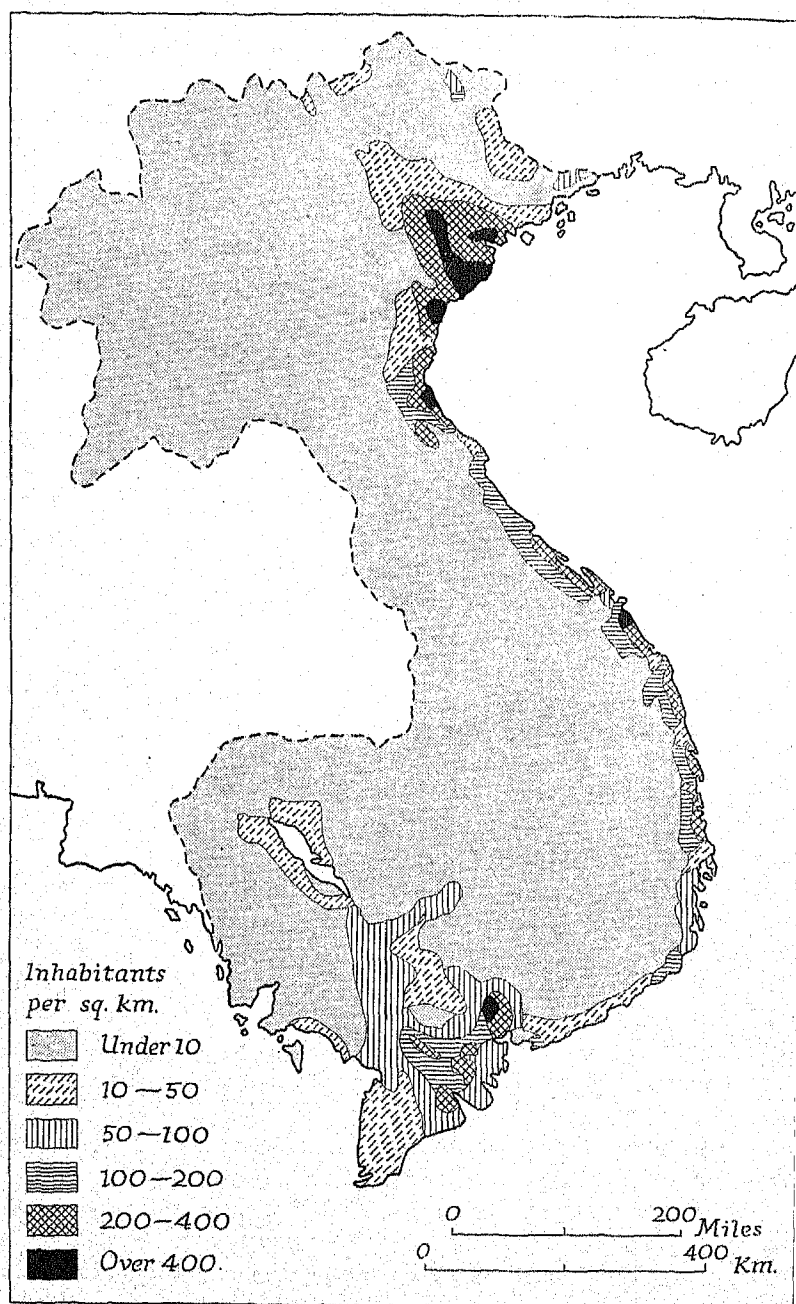 Inhabitants
per sq. km.
Under 10
10—50
50—100
100—200
200—400
Over 400.
0 200 Miles
0 400 Km.